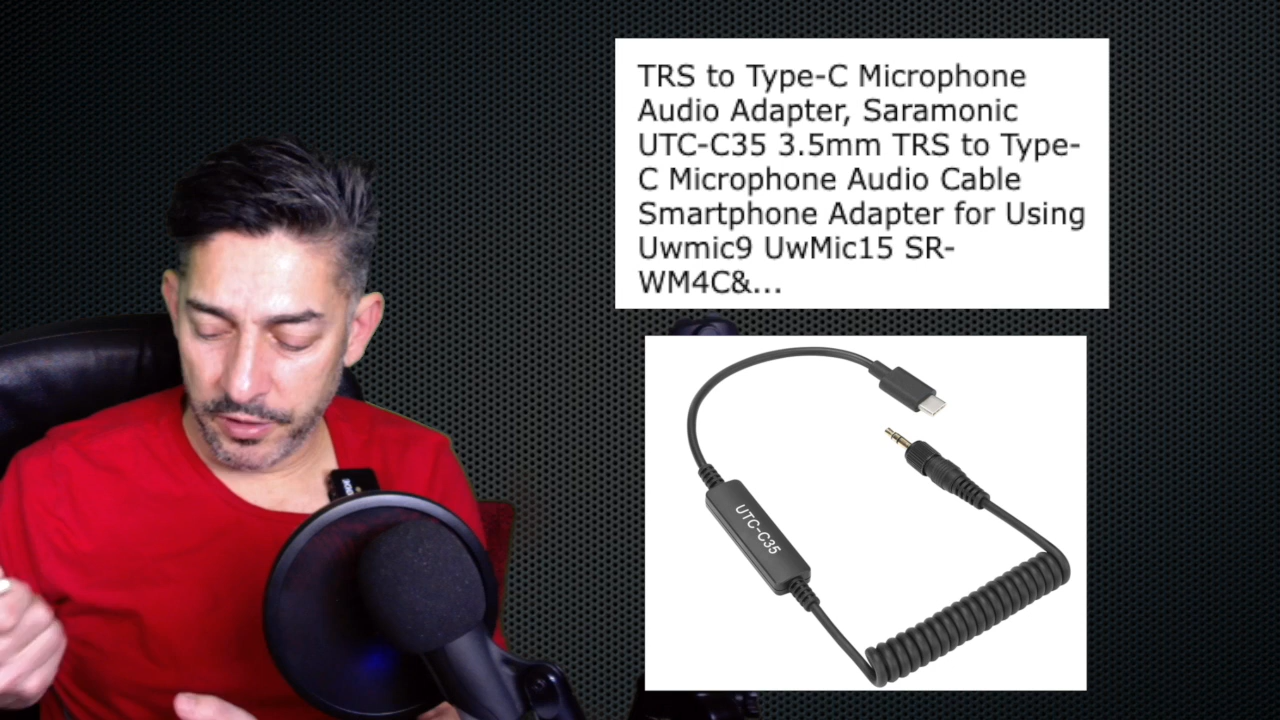 TRS to Type-C Microphone
Audio Adapter, Saramonic
UTC-C35 3.5mm TRS to Type-
C Microphone Audio Cable
Smartphone Adapter for Using
Uwmic9 UwMic15 SR-
WM4C&...
UTC-C35